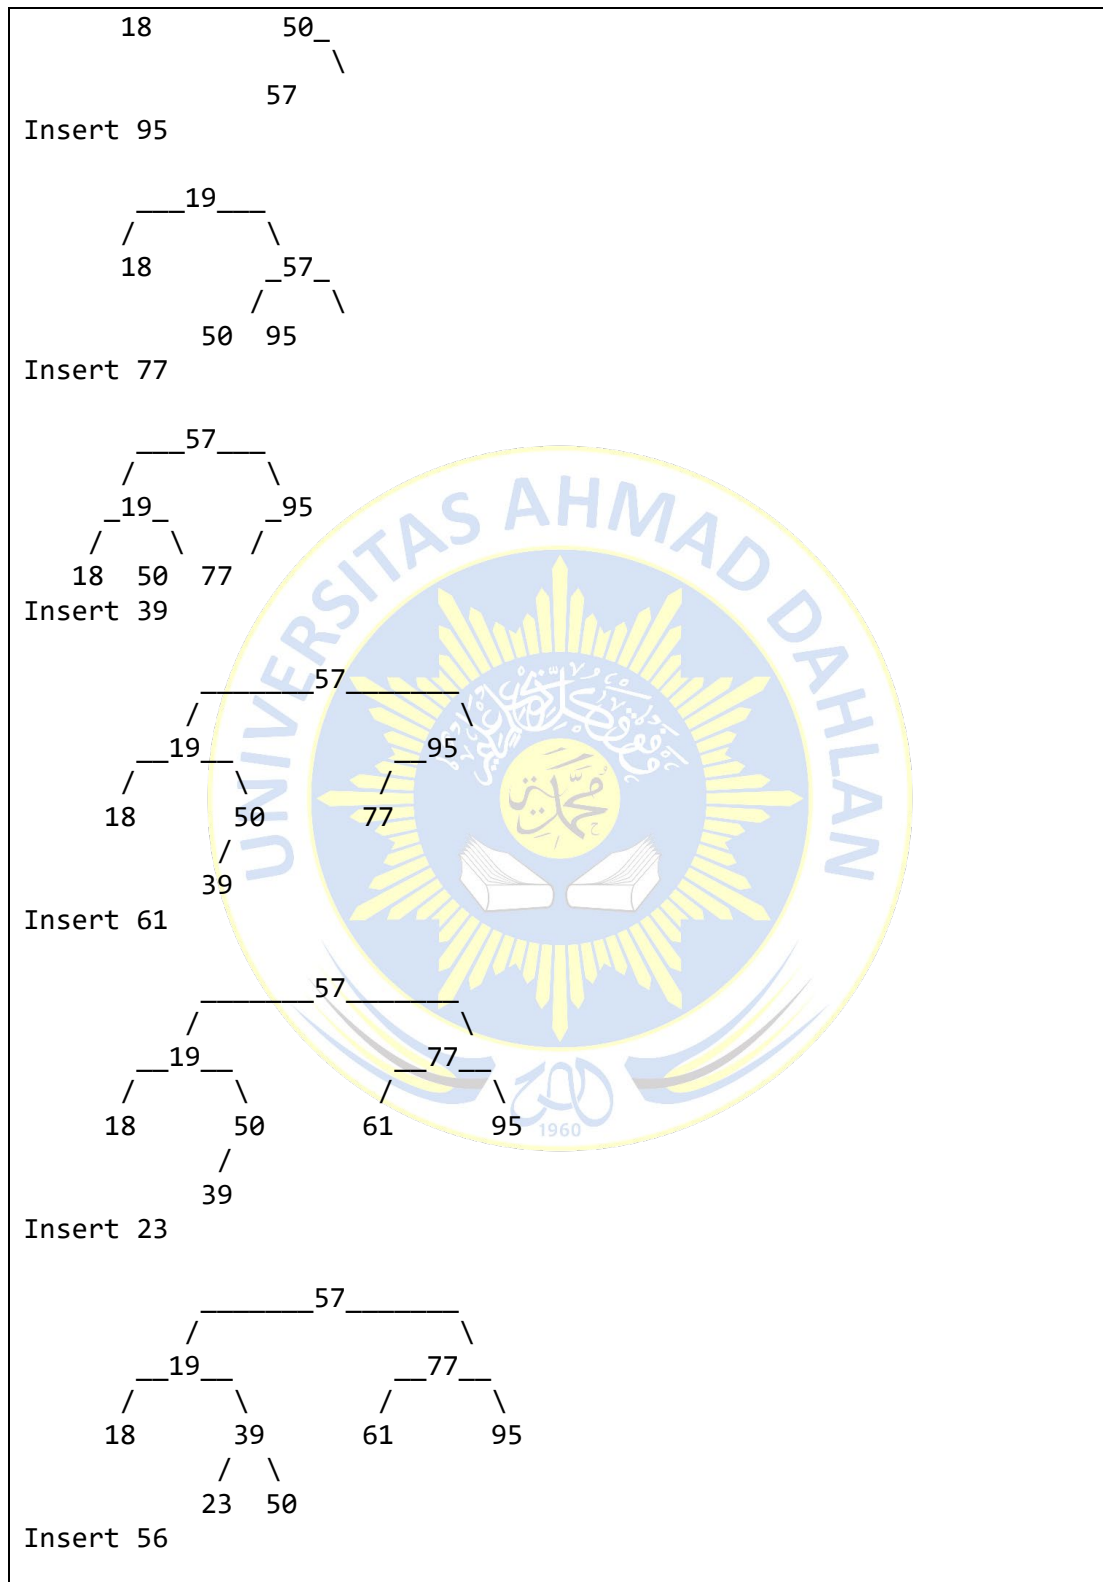 18 50_
\
57
Insert 95
___19___
/ \
18 _57_
/ \
50 95
Insert 77
___57___
/ \
_19_ _95
/ \ /
18 50 77
Insert 39
_______57_______
/ \
__19__ __95
/ \ /
18 50 77
/
39
Insert 61
_______57_______
/ \
__19__ __77__
/ \ / \
18 50 61 95
/
39
Insert 23
_______57_______
/ \
__19__ __77__
/ \ / \
18 39 61 95
/ \
23 50
Insert 56
UNIVERSITAS AHMAD DAHLAN
محمد
1960